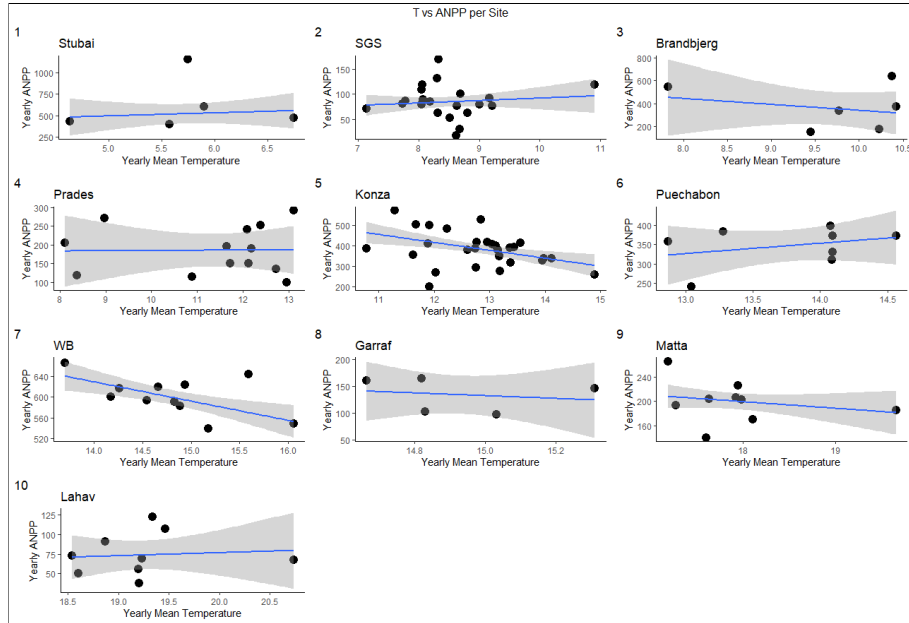 T vs ANPP per Site
1 2 3
Stubai SGS Brandbjerg
Yearly ANPP
1000
750
500
250
5.0 5.5 6.0 6.5
Yearly Mean Temperature
Yearly ANPP
150
100
50
7 8 9 10 11
Yearly Mean Temperature
Yearly ANPP
800
600
400
200
8.0 8.5 9.0 9.5 10.0 10.5
Yearly Mean Temperature
4 5 6
Prades Konza Puechabon
Yearly ANPP
300
250
200
150
100
8 9 10 11 12 13
Yearly Mean Temperature
Yearly ANPP
500
400
300
200
11 12 13 14 15
Yearly Mean Temperature
Yearly ANPP
400
350
300
250
13.0 13.5 14.0 14.5
Yearly Mean Temperature
7 8 9
WB Garraf Matta
Yearly ANPP
640
600
560
520
14.0 14.5 15.0 15.5 16.0
Yearly Mean Temperature
Yearly ANPP
200
150
100
50
14.8 15.0 15.2
Yearly Mean Temperature
Yearly ANPP
240
200
160
18 19
Yearly Mean Temperature
10
Lahav
Yearly ANPP
125
100
75
50
18.5 19.0 19.5 20.0 20.5
Yearly Mean Temperature